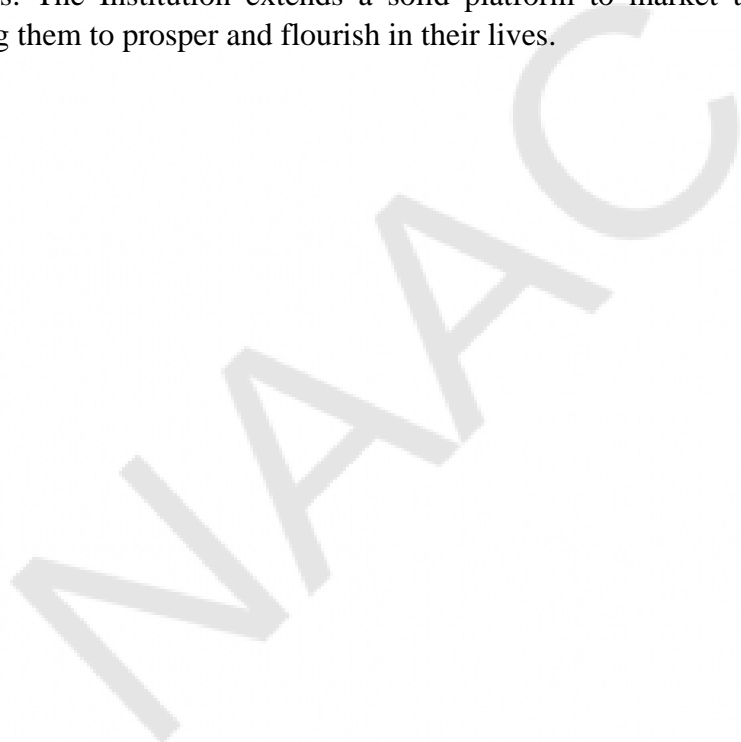 The Institution extends a solid platform to market
them to prosper and flourish in their lives.
NAAC